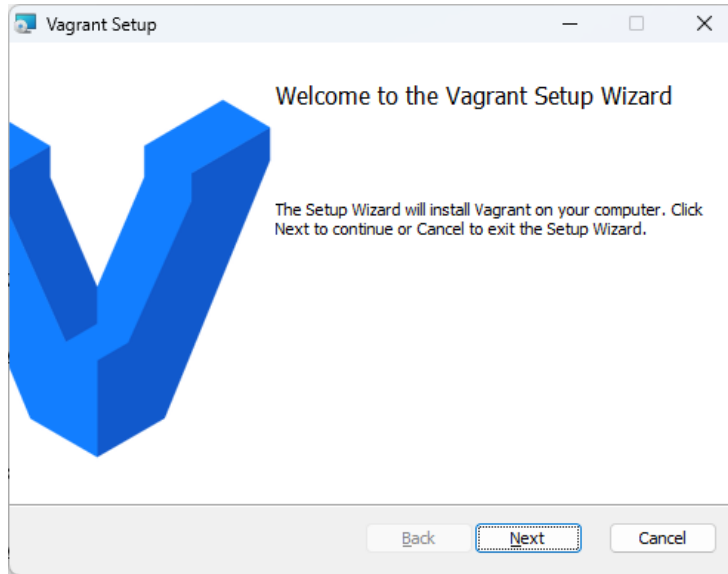 Vagrant Setup
Welcome to the Vagrant Setup Wizard
The Setup Wizard will install Vagrant on your computer. Click
Next to continue or Cancel to exit the Setup Wizard.
Back
Next
Cancel